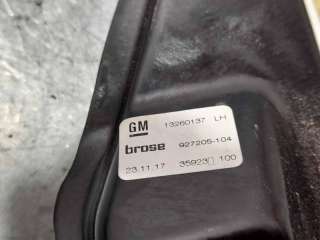 GM 13260137 LH
brose 927205-104
23.11.17 35923▯ 100